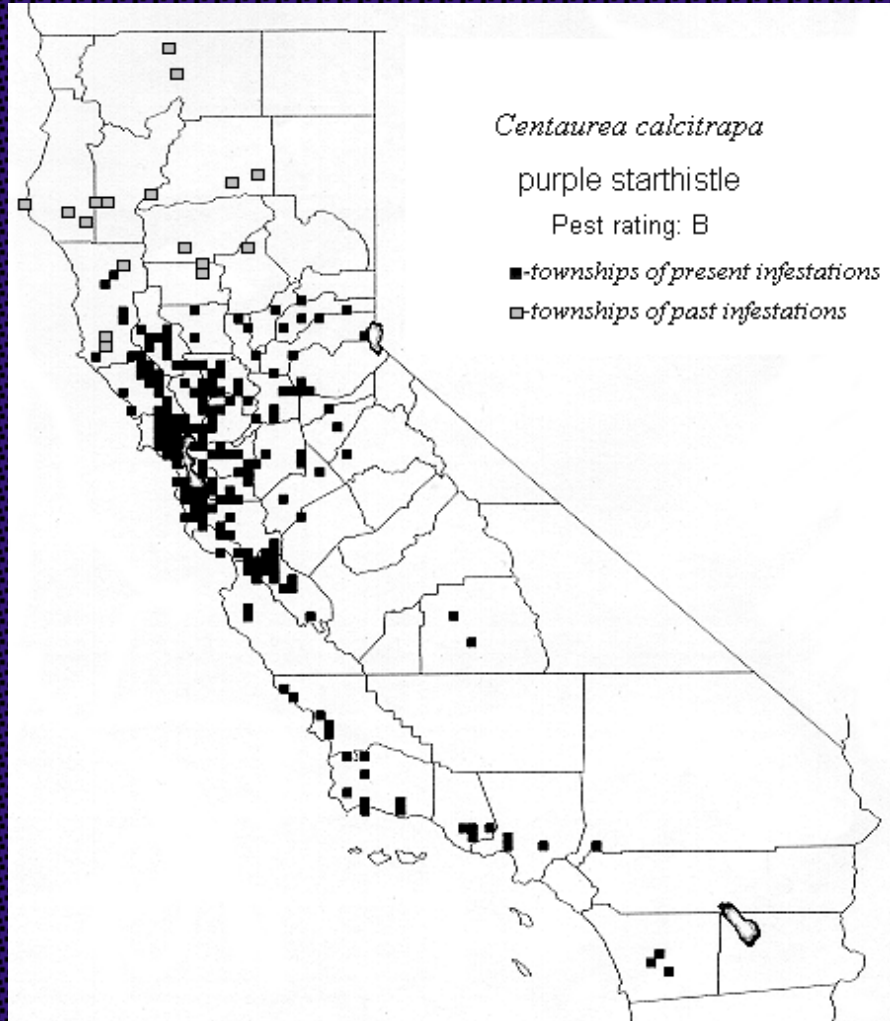 Centaurea calcitrapa
purple starthistle
Pest rating: B
-townships of present infestations
-townships of past infestations